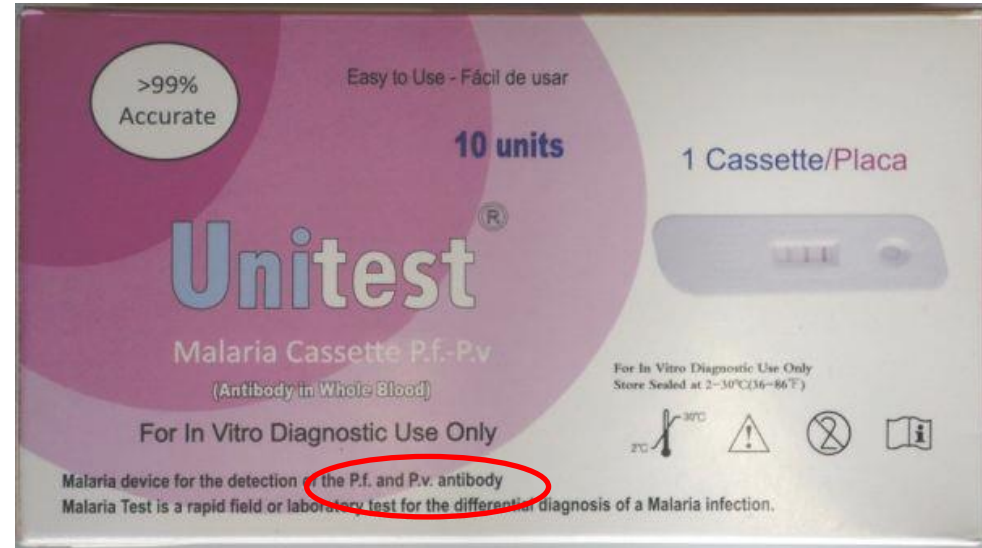 >99%
Accurate
Easy to Use - Fácil de usar
10 units
1 Cassette/Placa
Unitest®
Malaria Cassette P.f.-P.v
(Antibody in Whole Blood)
For In Vitro Diagnostic Use Only
For In Vitro Diagnostic Use Only
Store Sealed at 2-30°C(36-86°F)
30°C
2°C
Malaria device for the detection of the P.f. and P.v. antibody
Malaria Test is a rapid field or laboratory test for the differential diagnosis of a Malaria infection.